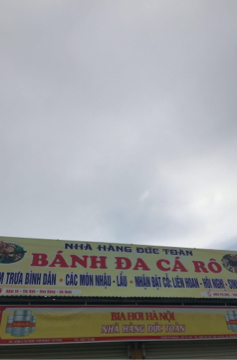 NHÀ HÀNG ĐỨC TOÀN
BÁNH ĐA CÁ RÔ
M TRƯA BÌNH DÂN - CÁC MÓN NHẬU - LẨU - NHẬN ĐẶT CỖ: LIÊN HOAN - HỘI NGHỊ - SINH
BIA HƠI HÀ NỘI
NHÀ HÀNG ĐỨC TOÀN